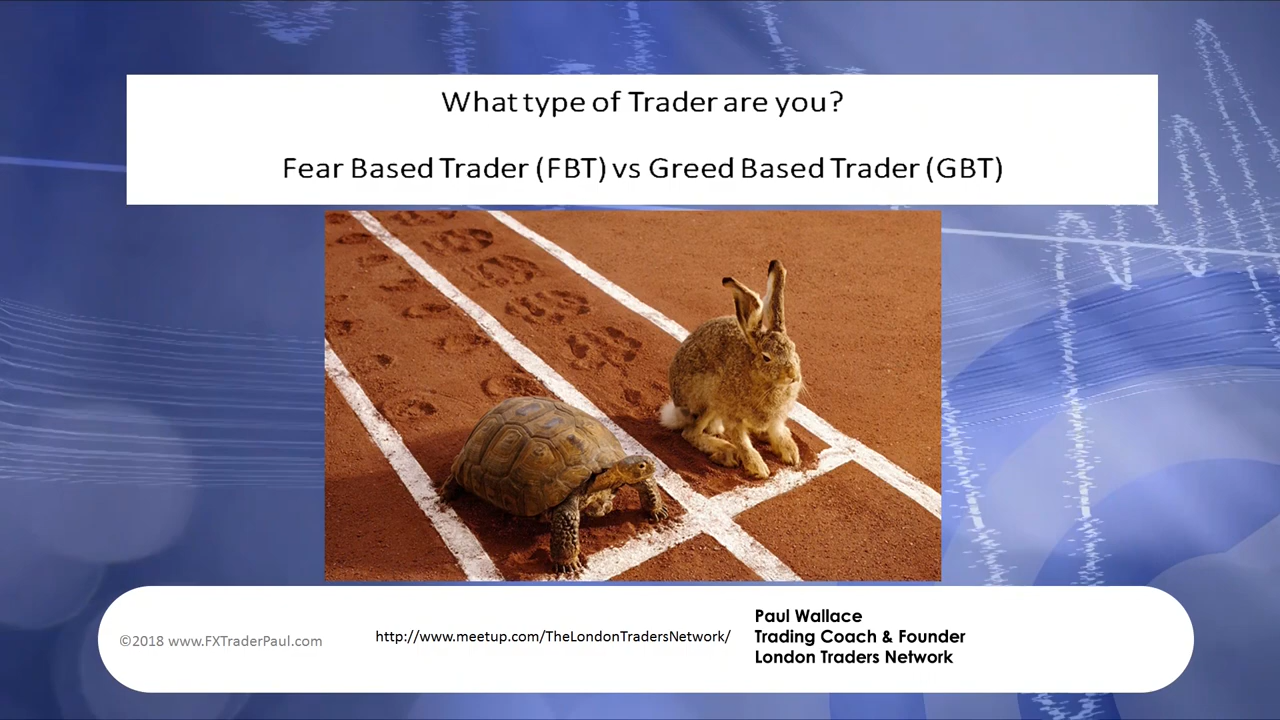 What type of Trader are you?
Fear Based Trader (FBT) vs Greed Based Trader (GBT)
©2018 www.FXTraderPaul.com
http://www.meetup.com/TheLondonTradersNetwork/
Paul Wallace
Trading Coach & Founder
London Traders Network